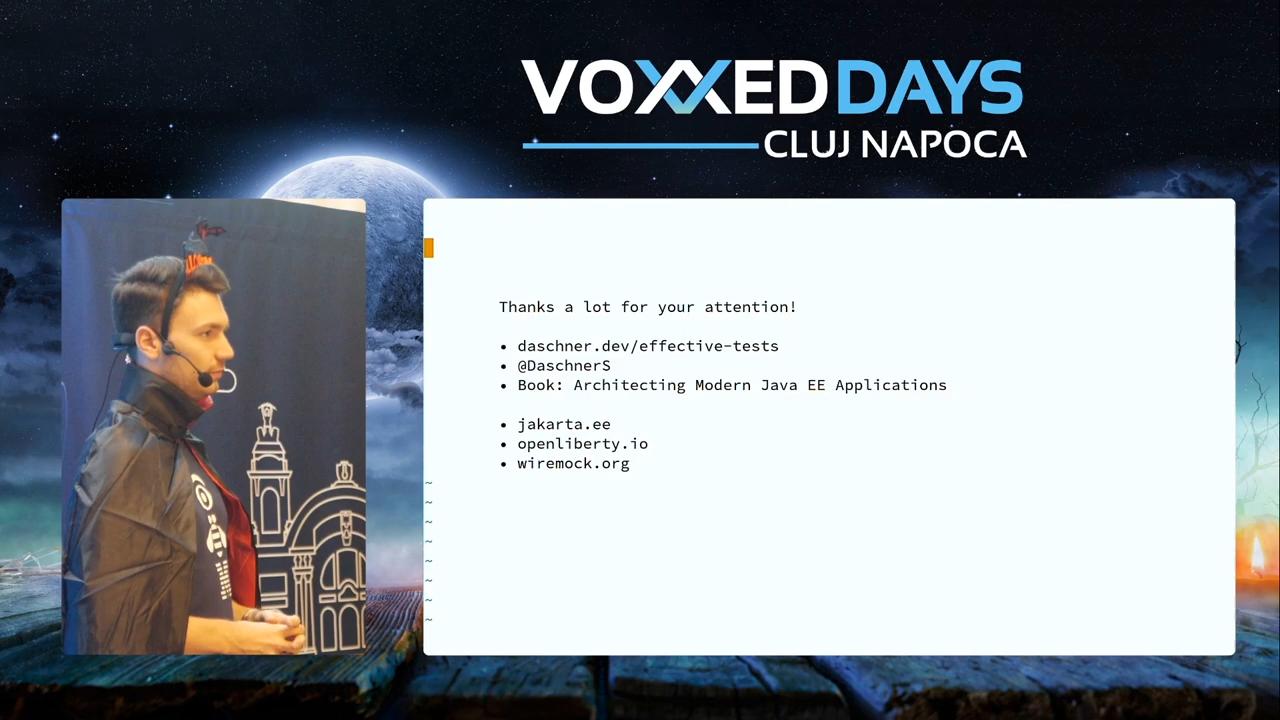 VOXXED DAYS
CLUJ NAPOCA
Thanks a lot for your attention!
• daschner.dev/effective-tests
• @DaschnerS
• Book: Architecting Modern Java EE Applications
• jakarta.ee
• openliberty.io
• wiremock.org
~
~
~
~
~
~
~
~